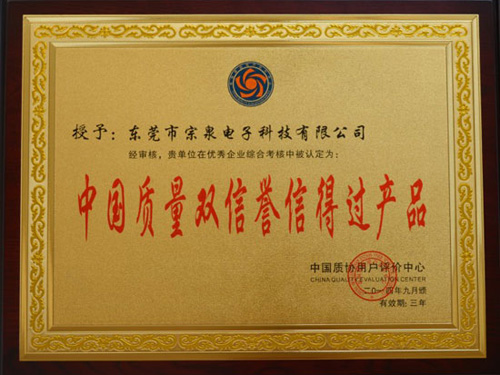 授予：东莞市宗泉电子科技有限公司
经审核，贵单位在优秀企业综合考核中被认定为：
中国质量双信誉信得过产品
中国质协用户评价中心
CHINA QUALITY EVALUATION CENTER
二〇一四年九月颁
有效期：三年